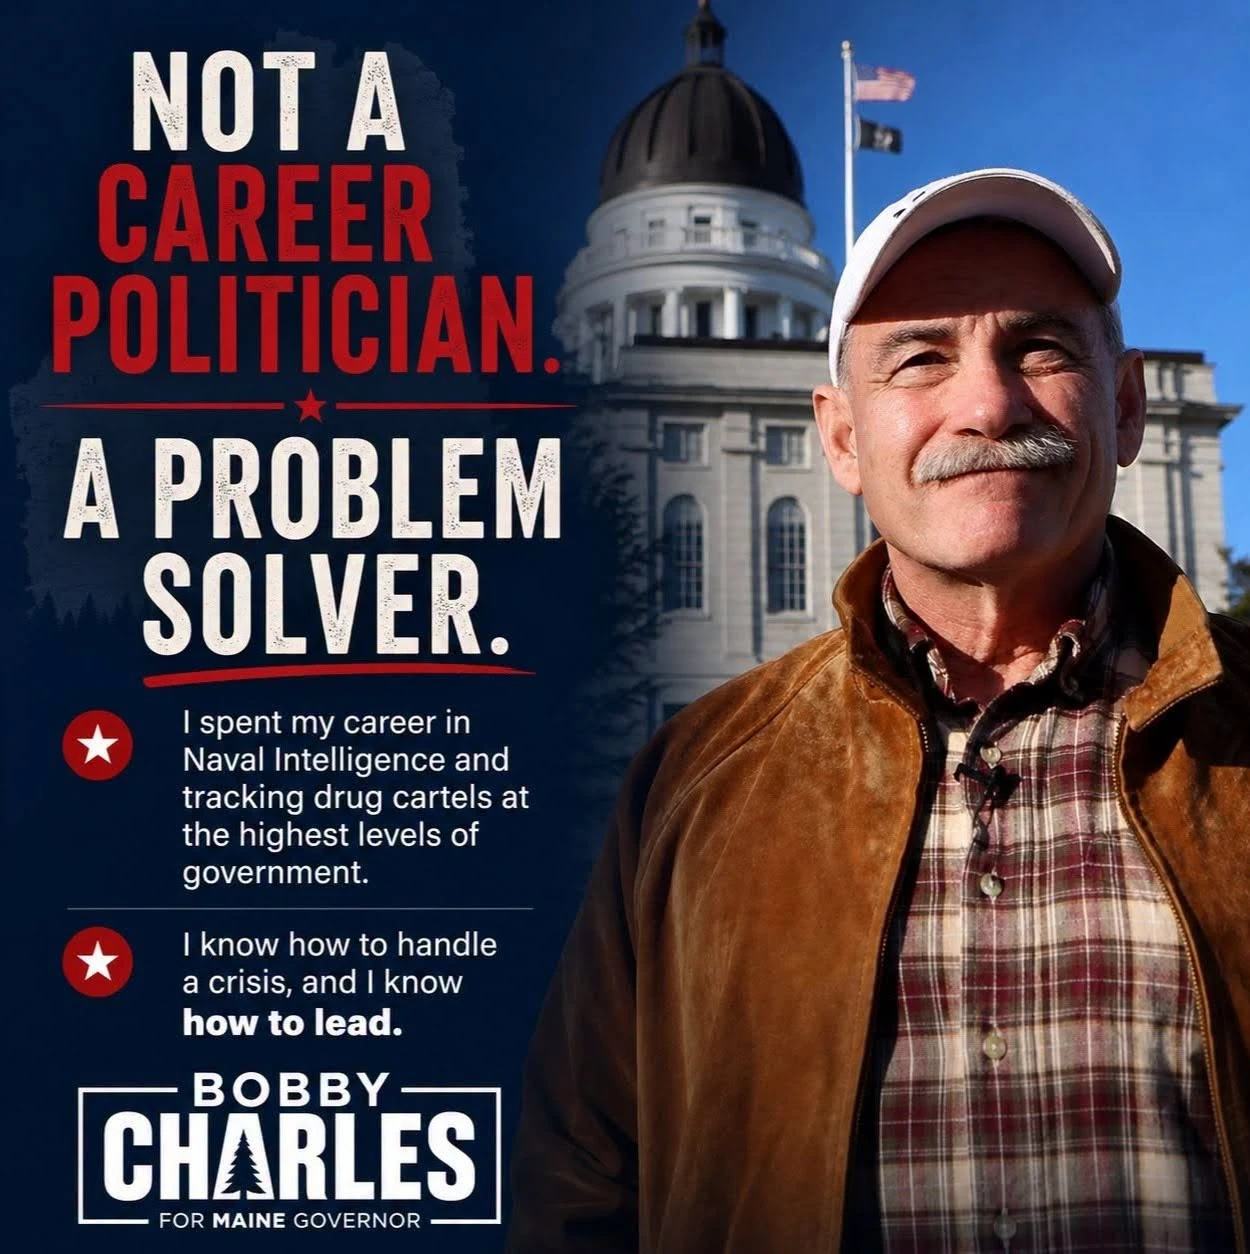 NOT A
CAREER
POLITICIAN.
A PROBLEM
SOLVER.
I spent my career in
Naval Intelligence and
tracking drug cartels at
the highest levels of
government.
I know how to handle
a crisis, and I know
how to lead.
BOBBY
CHARLES
FOR MAINE GOVERNOR